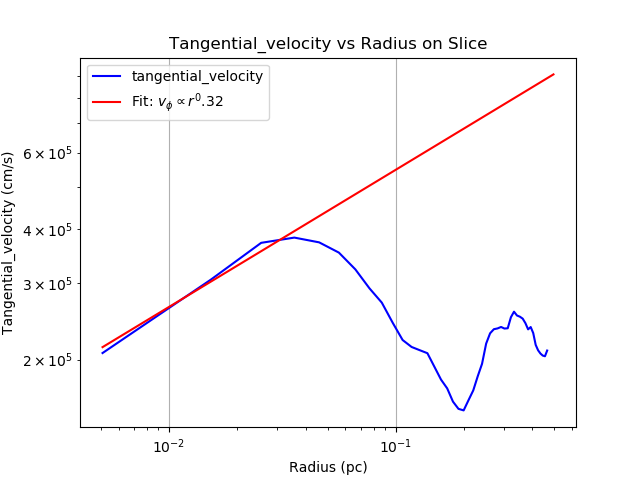 Tangential_velocity vs Radius on Slice
tangential_velocity
Fit: $v_\phi \propto r^0.32$
Tangential_velocity (cm/s)
6 × 10⁵
4 × 10⁵
3 × 10⁵
2 × 10⁵
10⁻²
10⁻¹
Radius (pc)